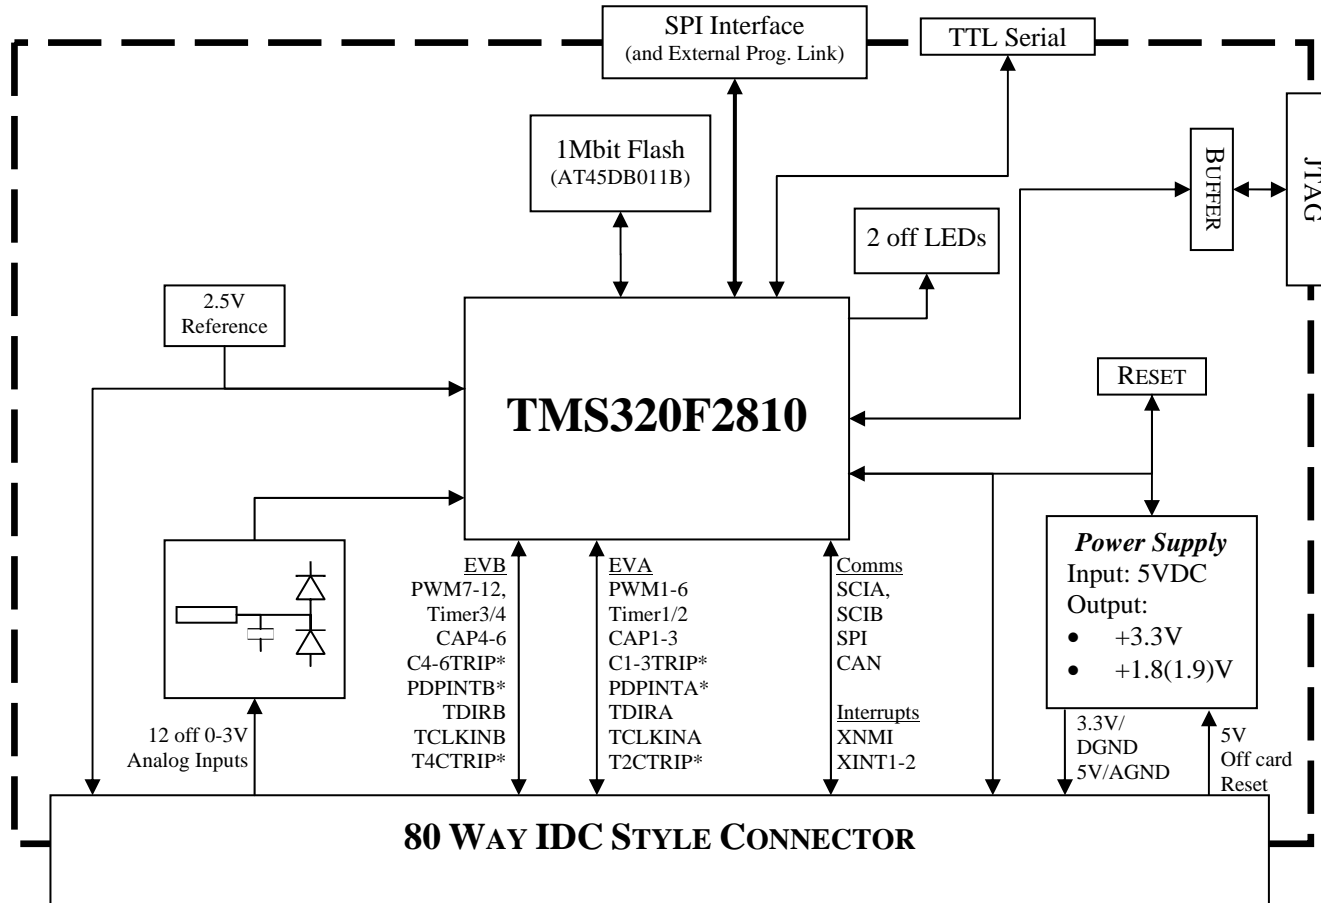 SPI Interface
(and External Prog. Link)
TTL Serial
1Mbit Flash
(AT45DB011B)
BUFFER
JTAG
2 off LEDs
2.5V
Reference
RESET
TMS320F2810
Power Supply
Input: 5VDC
Output:
• +3.3V
• +1.8(1.9)V
EVB
PWM7-12,
Timer3/4
CAP4-6
C4-6TRIP*
PDPINTB*
TDIRB
TCLKINB
T4CTRIP*
EVA
PWM1-6
Timer1/2
CAP1-3
C1-3TRIP*
PDPINTA*
TDIRA
TCLKINA
T2CTRIP*
Comms
SCIA,
SCIB
SPI
CAN
Interrupts
XNMI
XINT1-2
12 off 0-3V
Analog Inputs
3.3V/
DGND
5V/AGND
5V
Off card
Reset
80 WAY IDC STYLE CONNECTOR